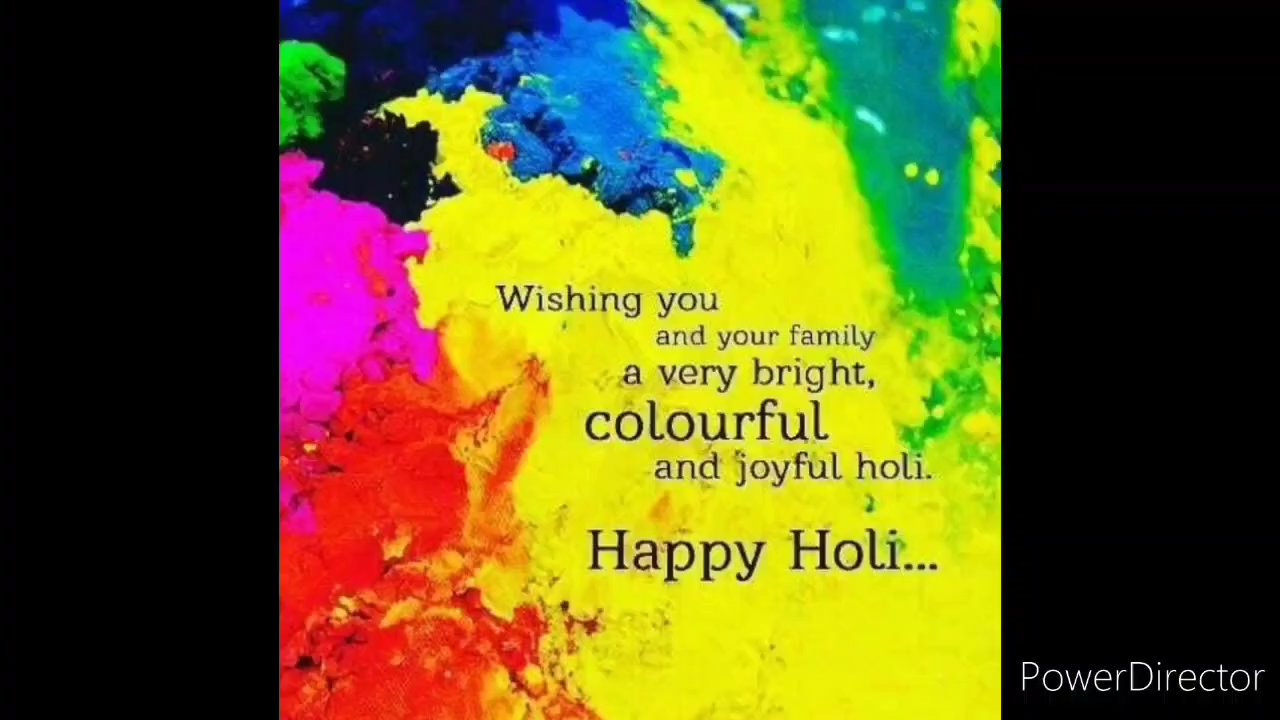 Wishing you
and your family
a very bright,
colourful
and joyful holi.
Happy Holi...
PowerDirector